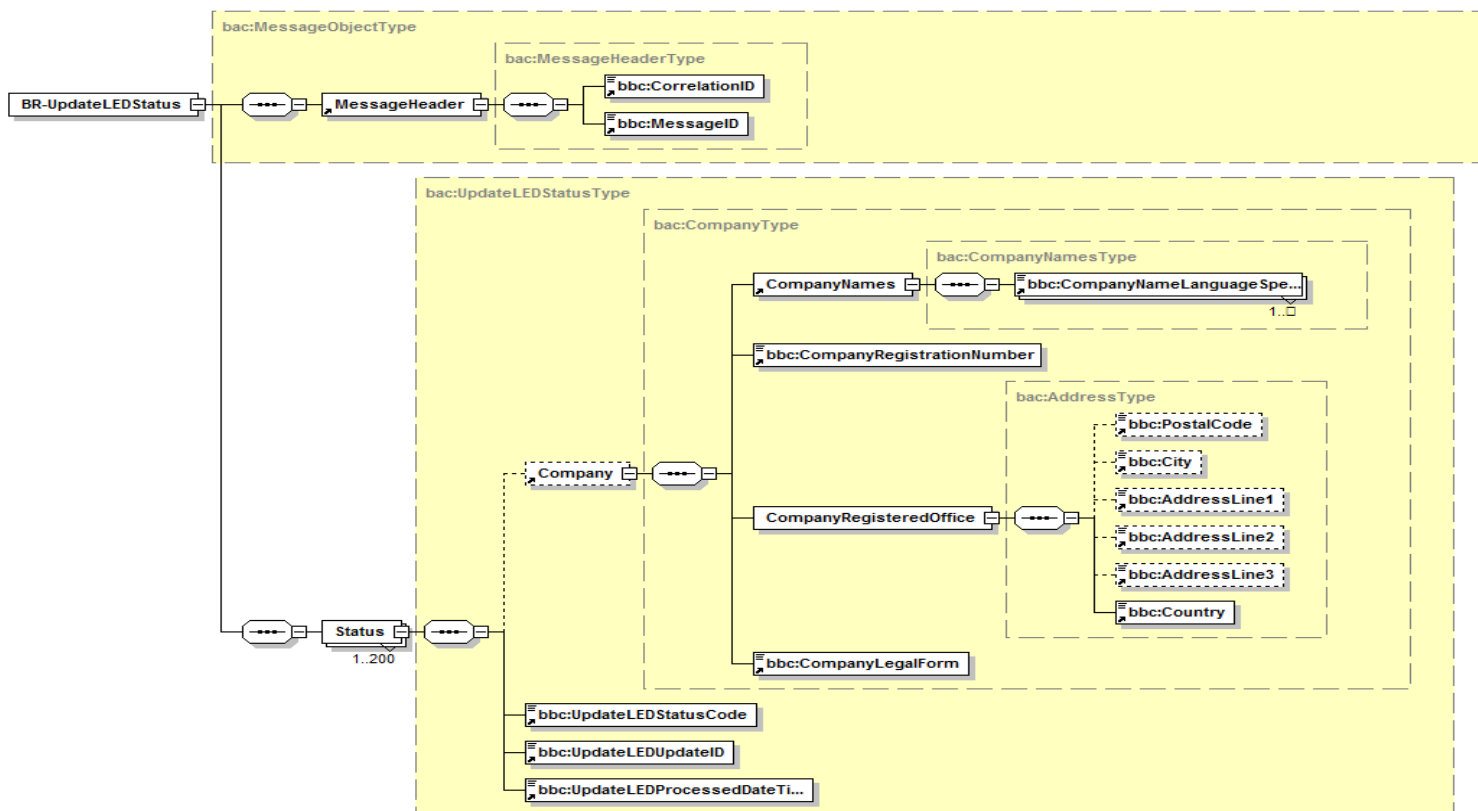 bac:MessageObjectType
bac:MessageHeaderType
BR-UpdateLEDStatus
MessageHeader
bbc:CorrelationID
bbc:MessageID
bac:UpdateLEDStatusType
bac:CompanyType
bac:CompanyNamesType
CompanyNames
bbc:CompanyNameLanguageSpe...
1..□
bbc:CompanyRegistrationNumber
bac:AddressType
bbc:PostalCode
bbc:City
Company
bbc:AddressLine1
CompanyRegisteredOffice
bbc:AddressLine2
bbc:AddressLine3
bbc:Country
Status
1..200
bbc:CompanyLegalForm
bbc:UpdateLEDStatusCode
bbc:UpdateLEDUpdateID
bbc:UpdateLEDProcessedDateTi...